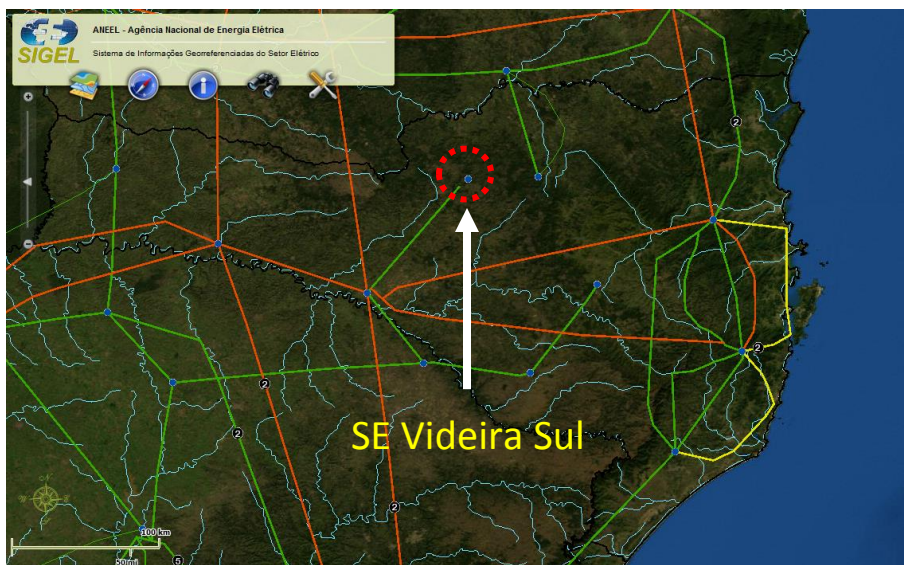 ANEEL - Agência Nacional de Energia Elétrica
SIGEL
Sistema de Informações Georreferenciadas do Setor Elétrico
2
2
2
2
SE Videira Sul
2
100 km
50 mi
5